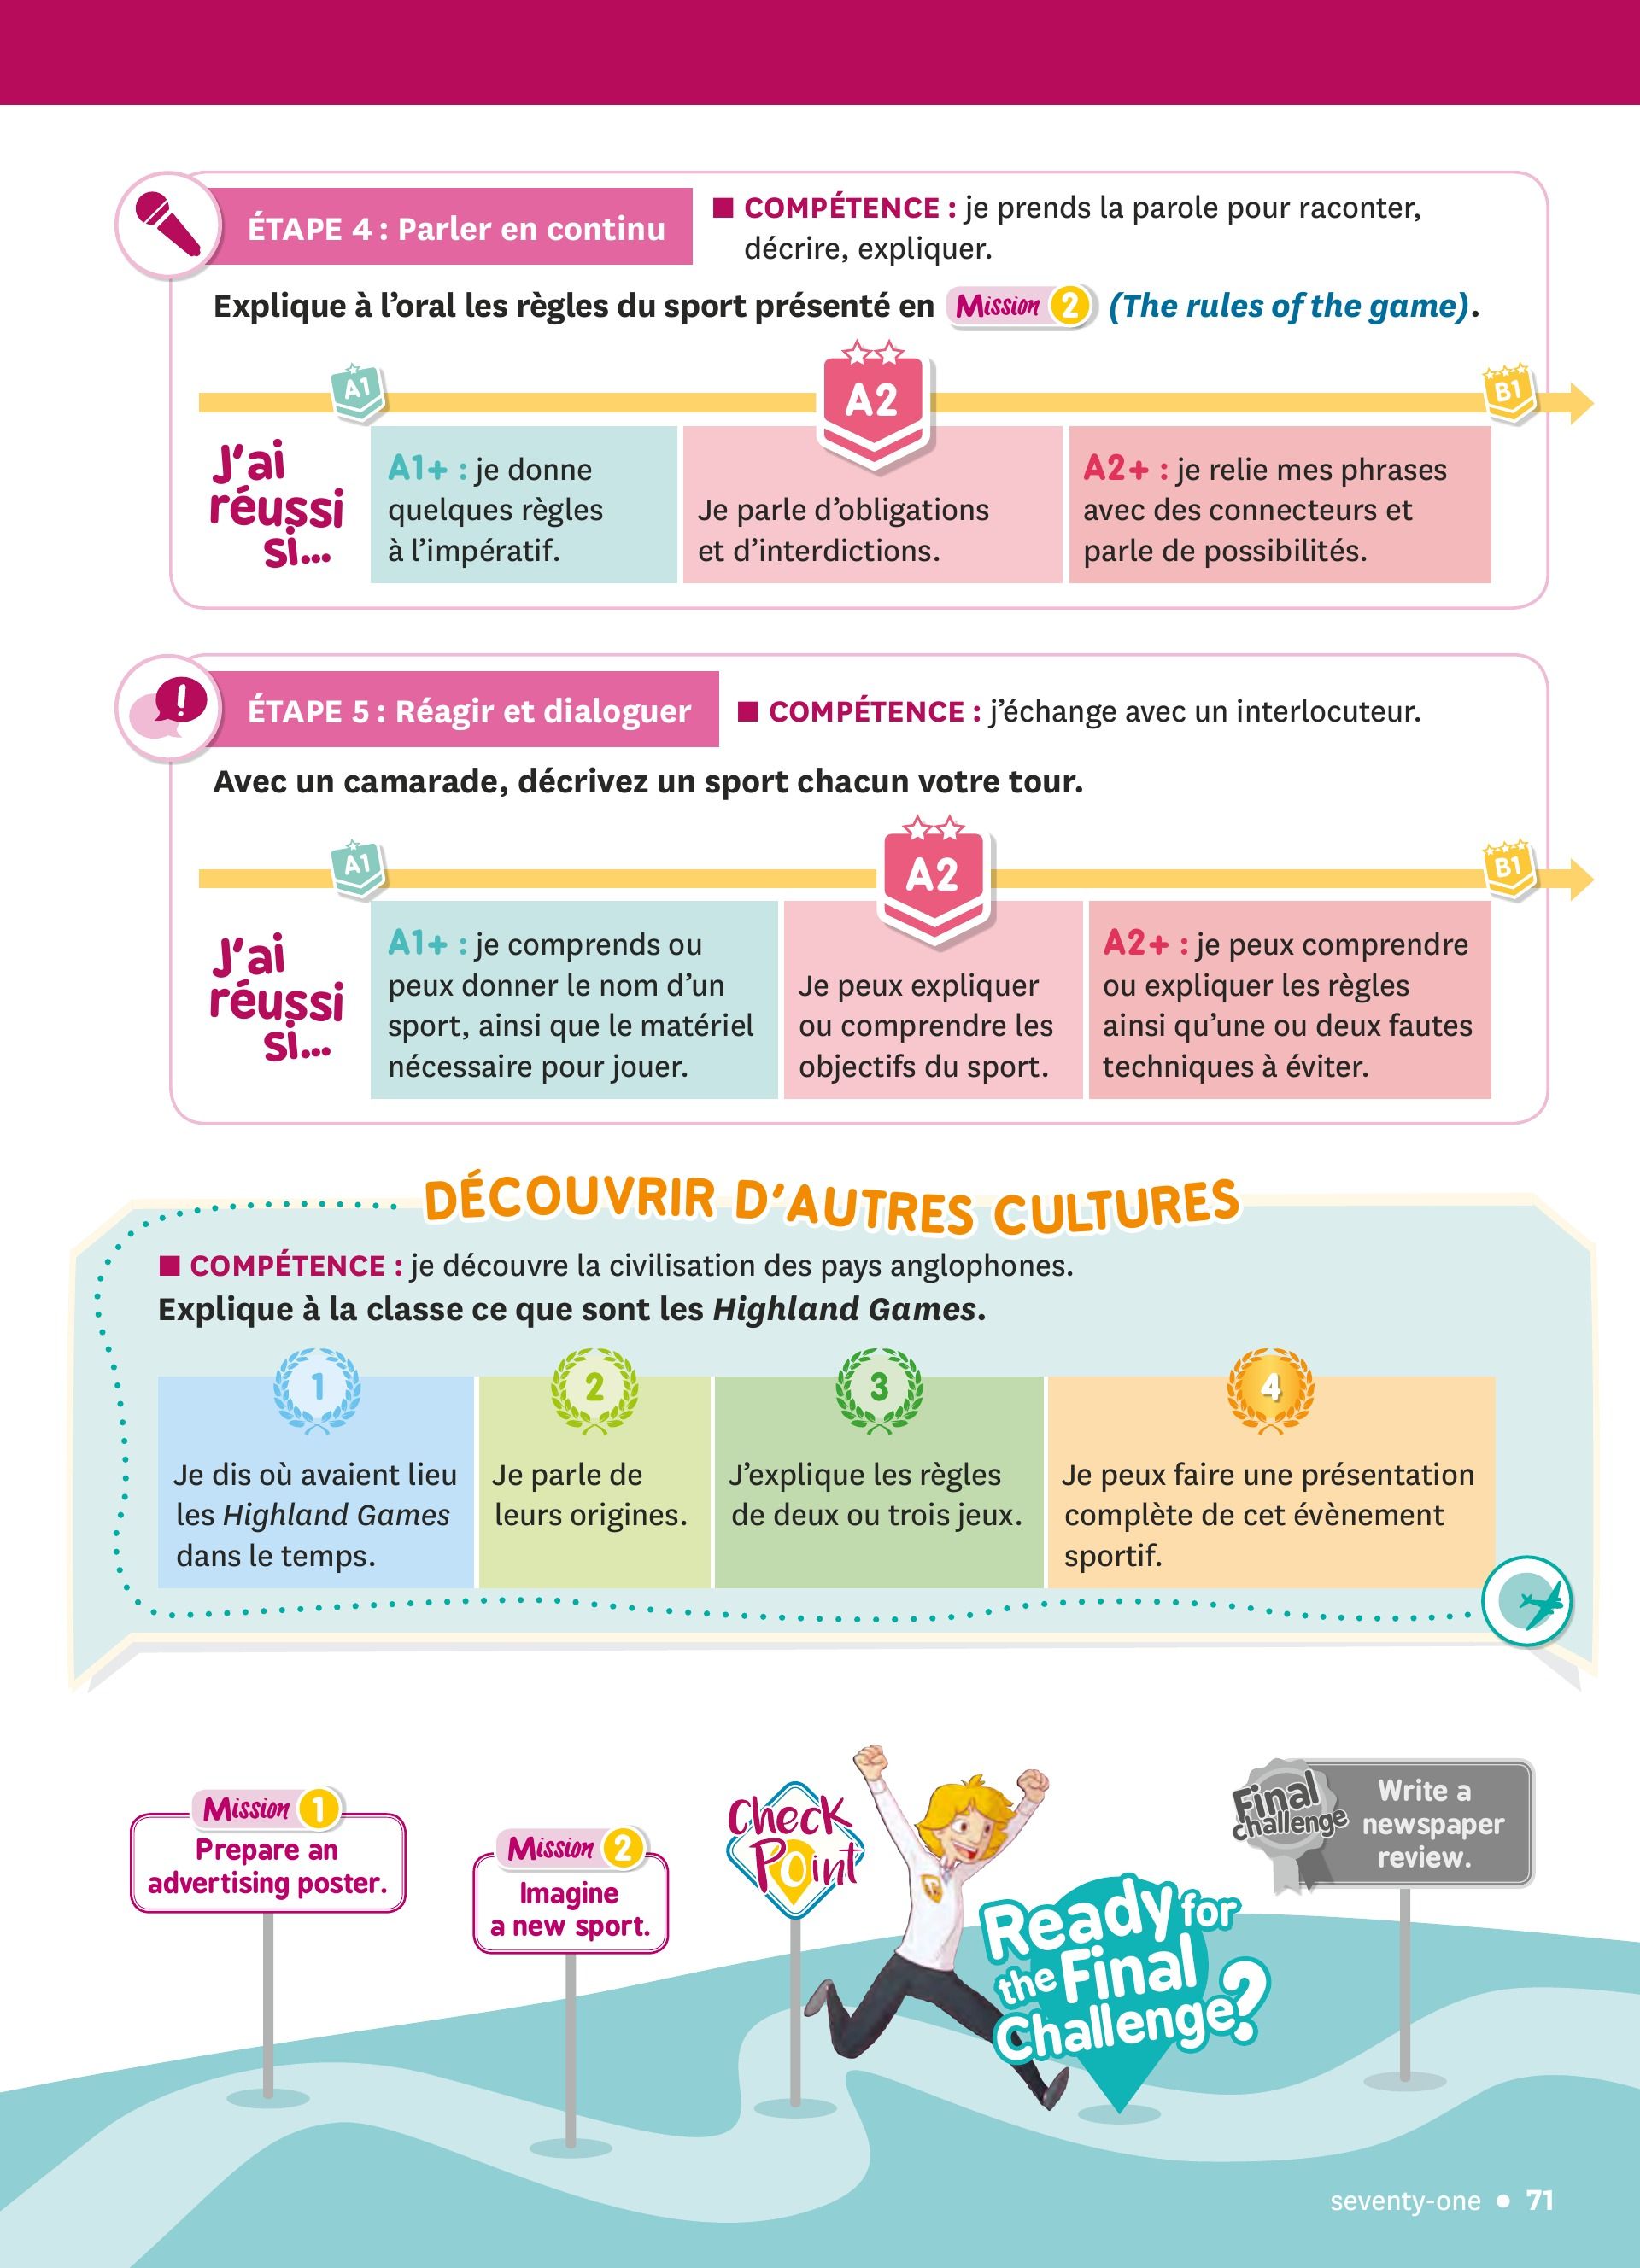 ÉTAPE 4 : Parler en continu
■ COMPÉTENCE : je prends la parole pour raconter,
décrire, expliquer.
Explique à l'oral les règles du sport présenté en Mission 2 (The rules of the game).
A1
A2
B1
J'ai
réussi
si...
A1+ : je donne
quelques règles
à l'impératif.
Je parle d'obligations
et d'interdictions.
A2+ : je relie mes phrases
avec des connecteurs et
parle de possibilités.
ÉTAPE 5 : Réagir et dialoguer
■ COMPÉTENCE : j'échange avec un interlocuteur.
Avec un camarade, décrivez un sport chacun votre tour.
A1
A2
B1
J'ai
réussi
si...
A1+ : je comprends ou
peux donner le nom d'un
sport, ainsi que le matériel
nécessaire pour jouer.
Je peux expliquer
ou comprendre les
objectifs du sport.
A2+ : je peux comprendre
ou expliquer les règles
ainsi qu'une ou deux fautes
techniques à éviter.
DÉCOUVRIR D'AUTRES CULTURES
■ COMPÉTENCE : je découvre la civilisation des pays anglophones.
Explique à la classe ce que sont les Highland Games.
1
Je dis où avaient lieu
les Highland Games
dans le temps.
2
Je parle de
leurs origines.
3
J'explique les règles
de deux ou trois jeux.
4
Je peux faire une présentation
complète de cet évènement
sportif.
Mission 1
Prepare an
advertising poster.
Mission 2
Imagine
a new sport.
Check
Point
Ready for
the Final
Challenge?
Final
challenge
Write a
newspaper
review.
seventy-one • 71